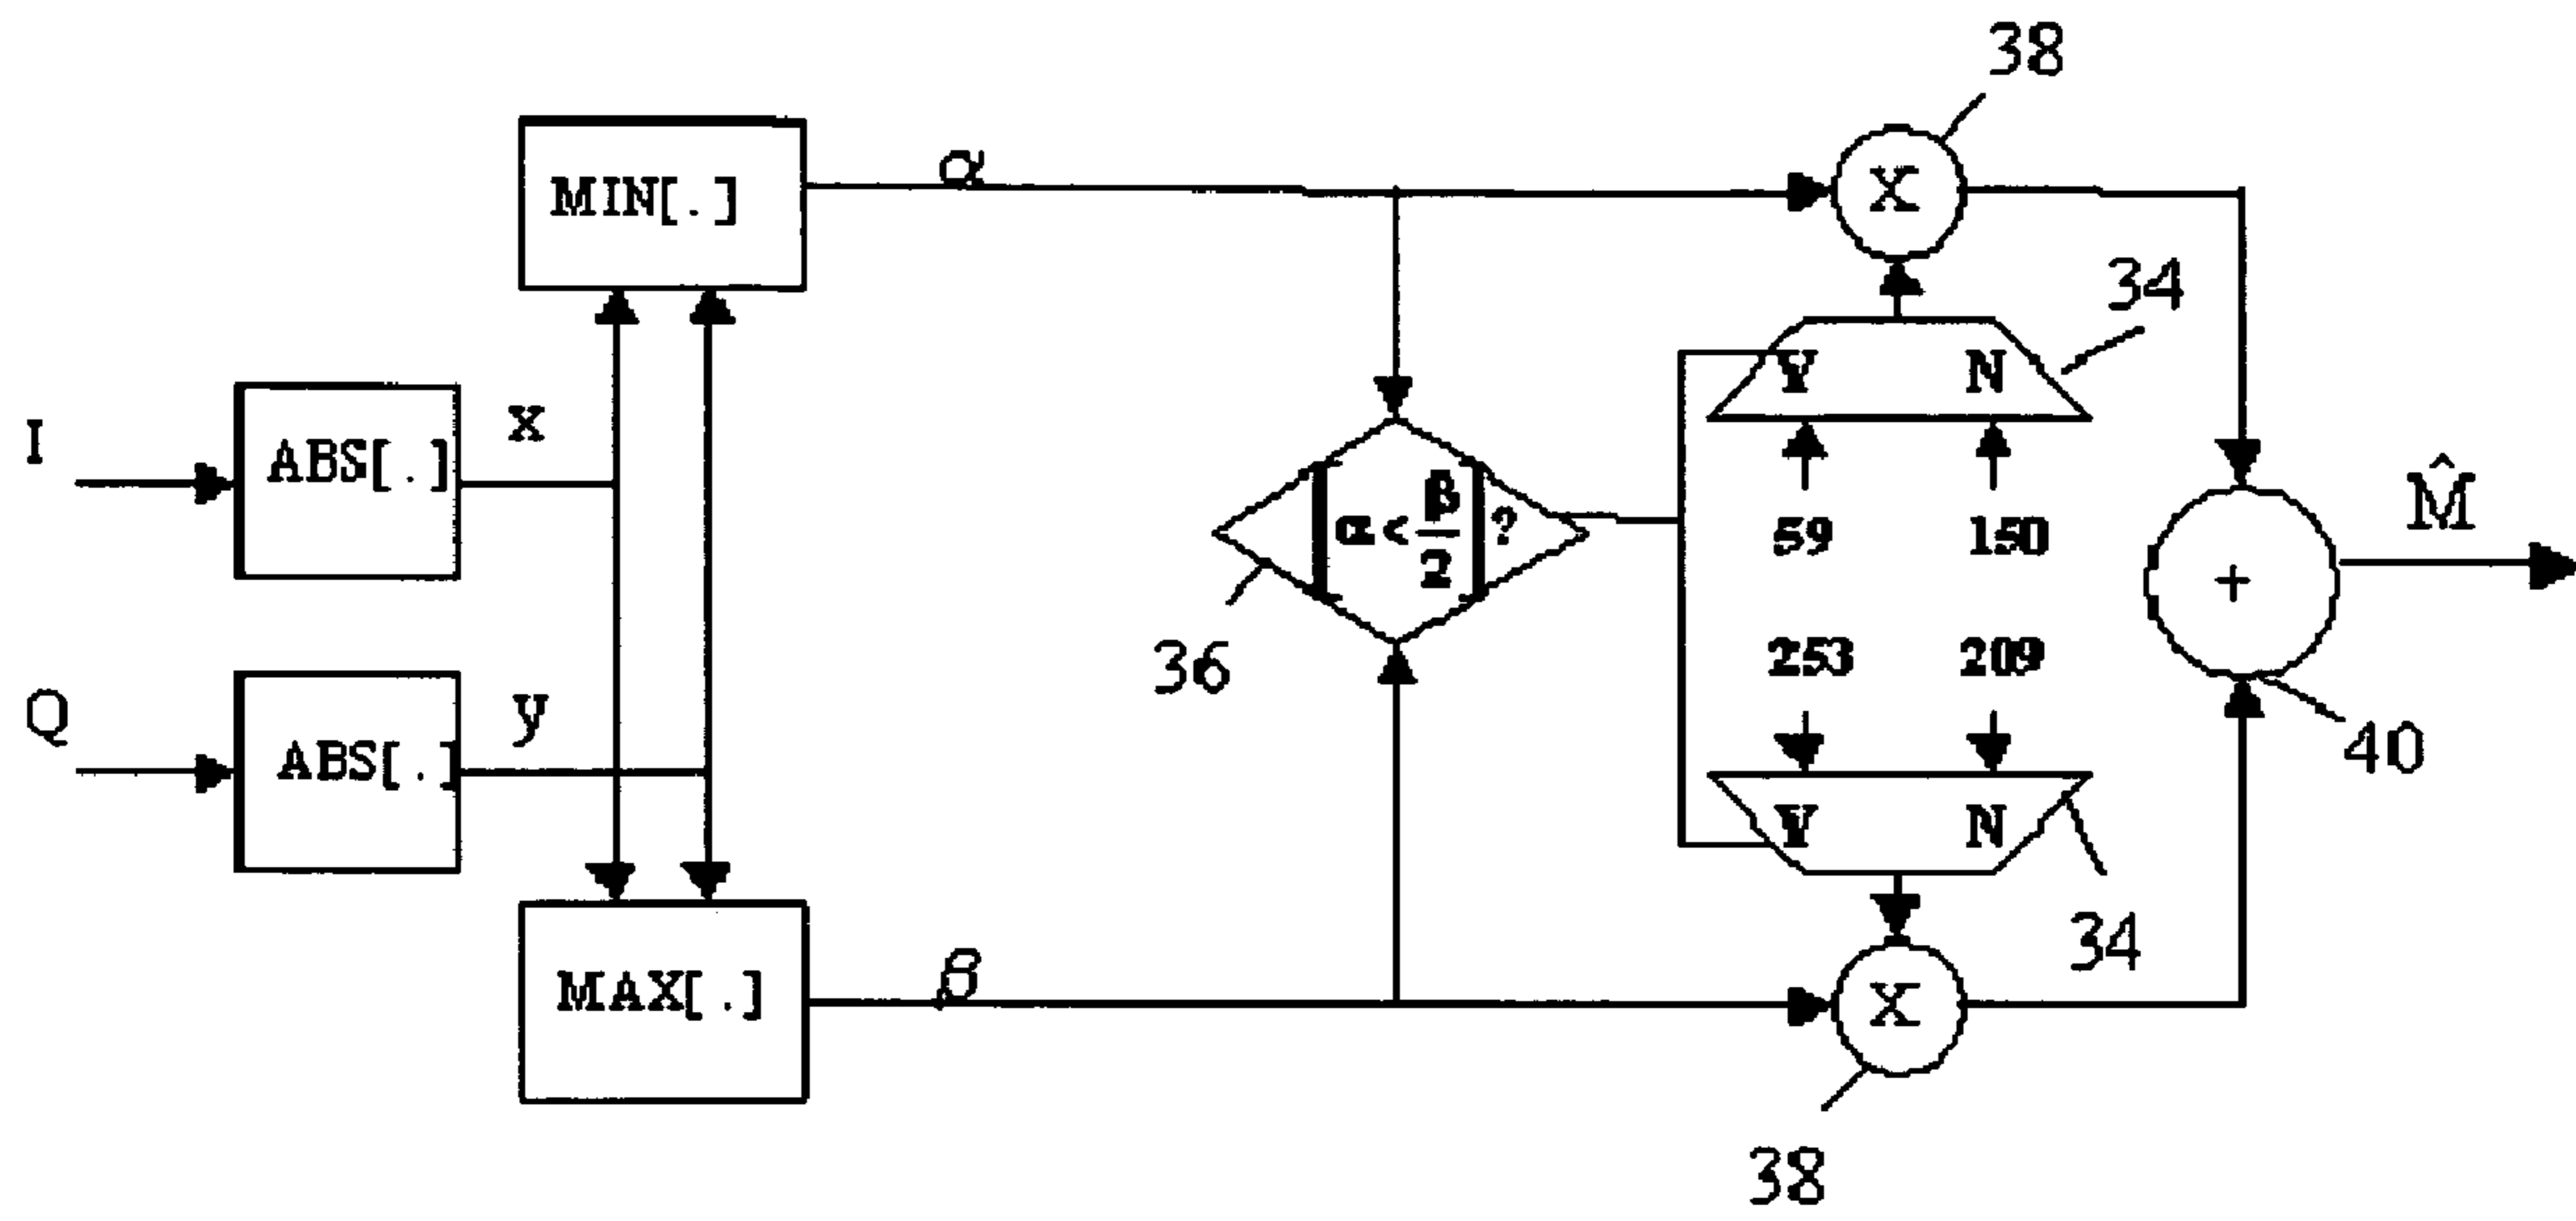 38
MIN[.]
α
X
34
Y N
I
ABS[.]
x
α < β/2 ?
59 150
M̂
+
36
253 209
Q
ABS[.]
y
40
Y N
34
MAX[.]
β
X
38